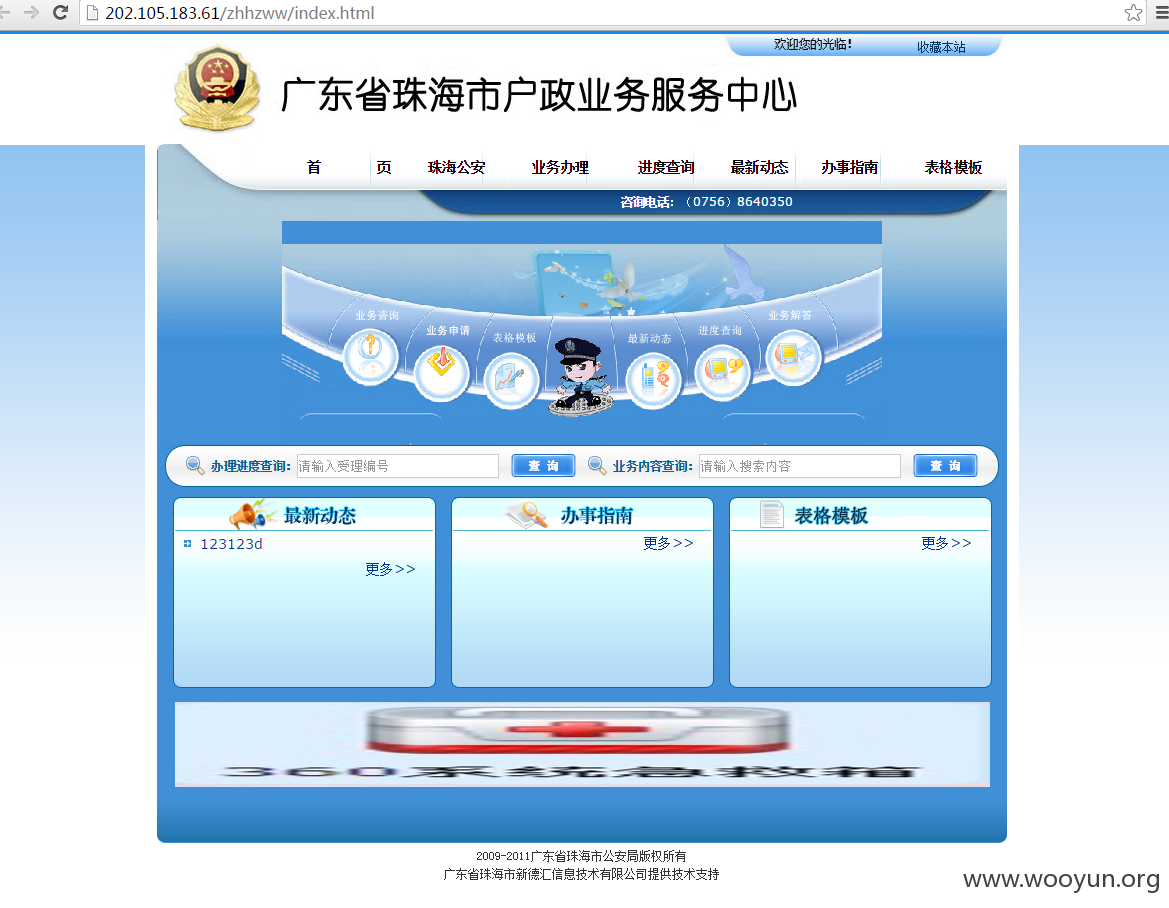 202.105.183.61/zhhzww/index.html
欢迎您的光临! 收藏本站
广东省珠海市户政业务服务中心
首 页 珠海公安 业务办理 进度查询 最新动态 办事指南 表格模板
咨询电话: （0756）8640350
业务咨询 业务申请 表格模板 最新动态 进度查询 业务解答
办理进度查询: 请输入受理编号 查 询 业务内容查询: 请输入搜索内容 查 询
最新动态 办事指南 表格模板
123123d 更多>> 更多>>
更多>>
360系统急救箱
2009-2011广东省珠海市公安局版权所有
广东省珠海市新德汇信息技术有限公司提供技术支持
www.wooyun.org